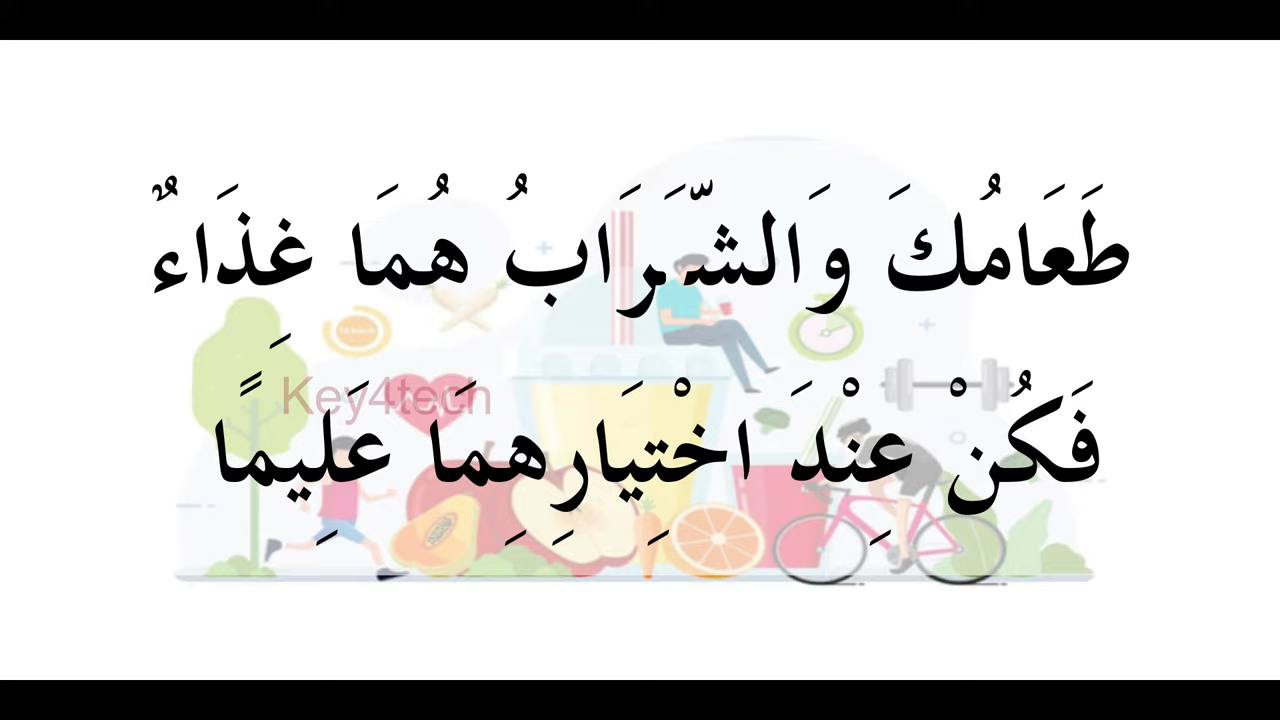 طَعَامُكَ وَالشَّرَابُ هُمَا غَذَاءٌ
فَكُنْ عِنْدَ اخْتِيَارِهِمَا عَلِيمًا
Key4tech